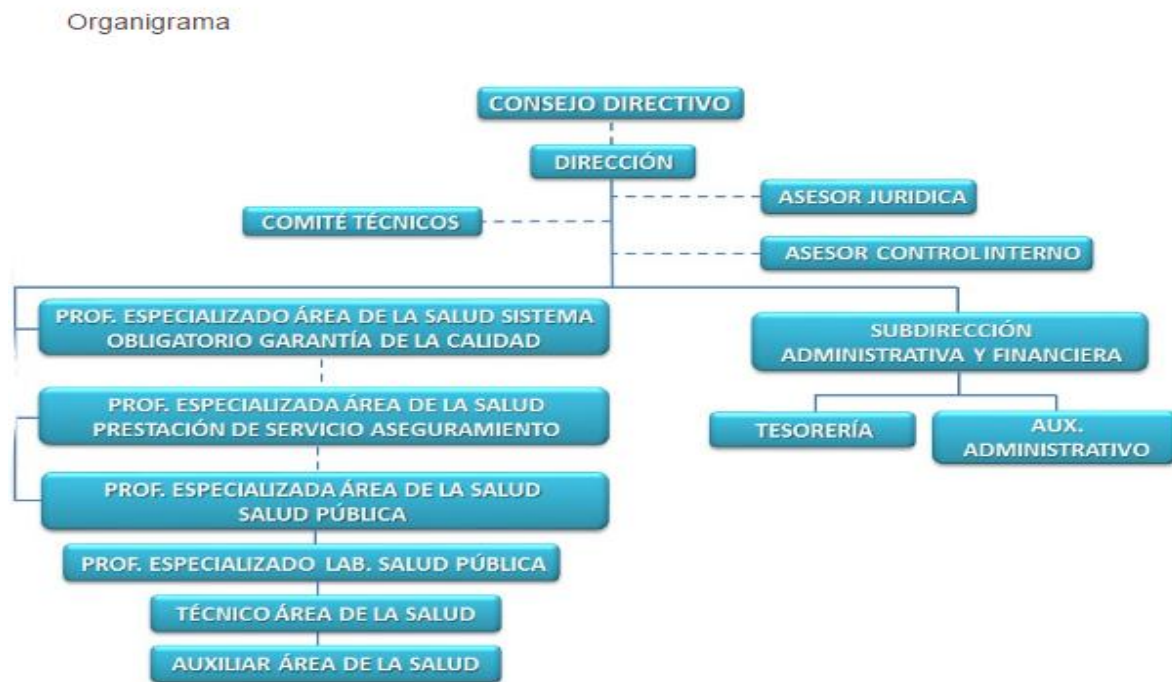 Organigrama
CONSEJO DIRECTIVO
DIRECCIÓN
ASESOR JURIDICA
COMITÉ TÉCNICOS
ASESOR CONTROL INTERNO
PROF. ESPECIALIZADO ÁREA DE LA SALUD SISTEMA
OBLIGATORIO GARANTÍA DE LA CALIDAD
SUBDIRECCIÓN
ADMINISTRATIVA Y FINANCIERA
PROF. ESPECIALIZADA ÁREA DE LA SALUD
PRESTACIÓN DE SERVICIO ASEGURAMIENTO
TESORERÍA
AUX.
ADMINISTRATIVO
PROF. ESPECIALIZADA ÁREA DE LA SALUD
SALUD PÚBLICA
PROF. ESPECIALIZADO LAB. SALUD PÚBLICA
TÉCNICO ÁREA DE LA SALUD
AUXILIAR ÁREA DE LA SALUD